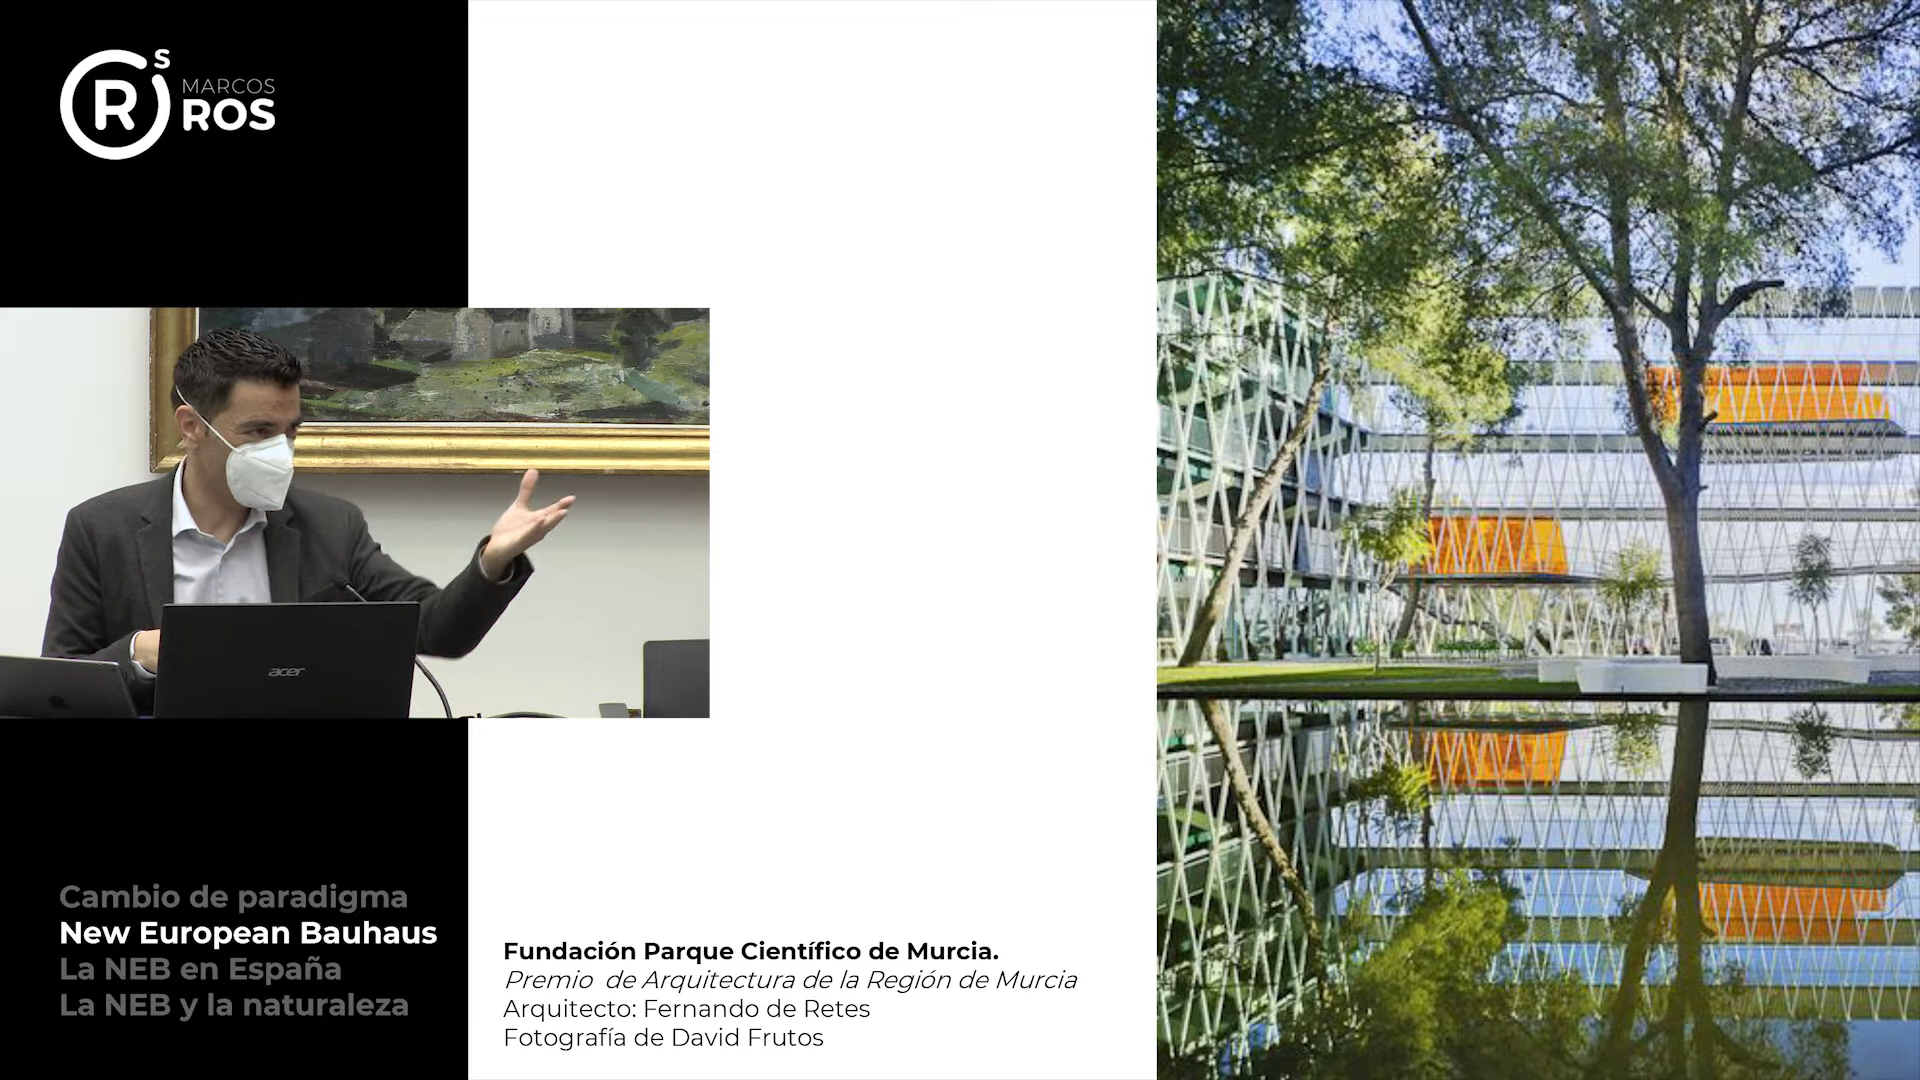 RS
MARCOS
ROS
acer
Cambio de paradigma
New European Bauhaus
La NEB en España
La NEB y la naturaleza
Fundación Parque Científico de Murcia.
Premio de Arquitectura de la Región de Murcia
Arquitecto: Fernando de Retes
Fotografía de David Frutos